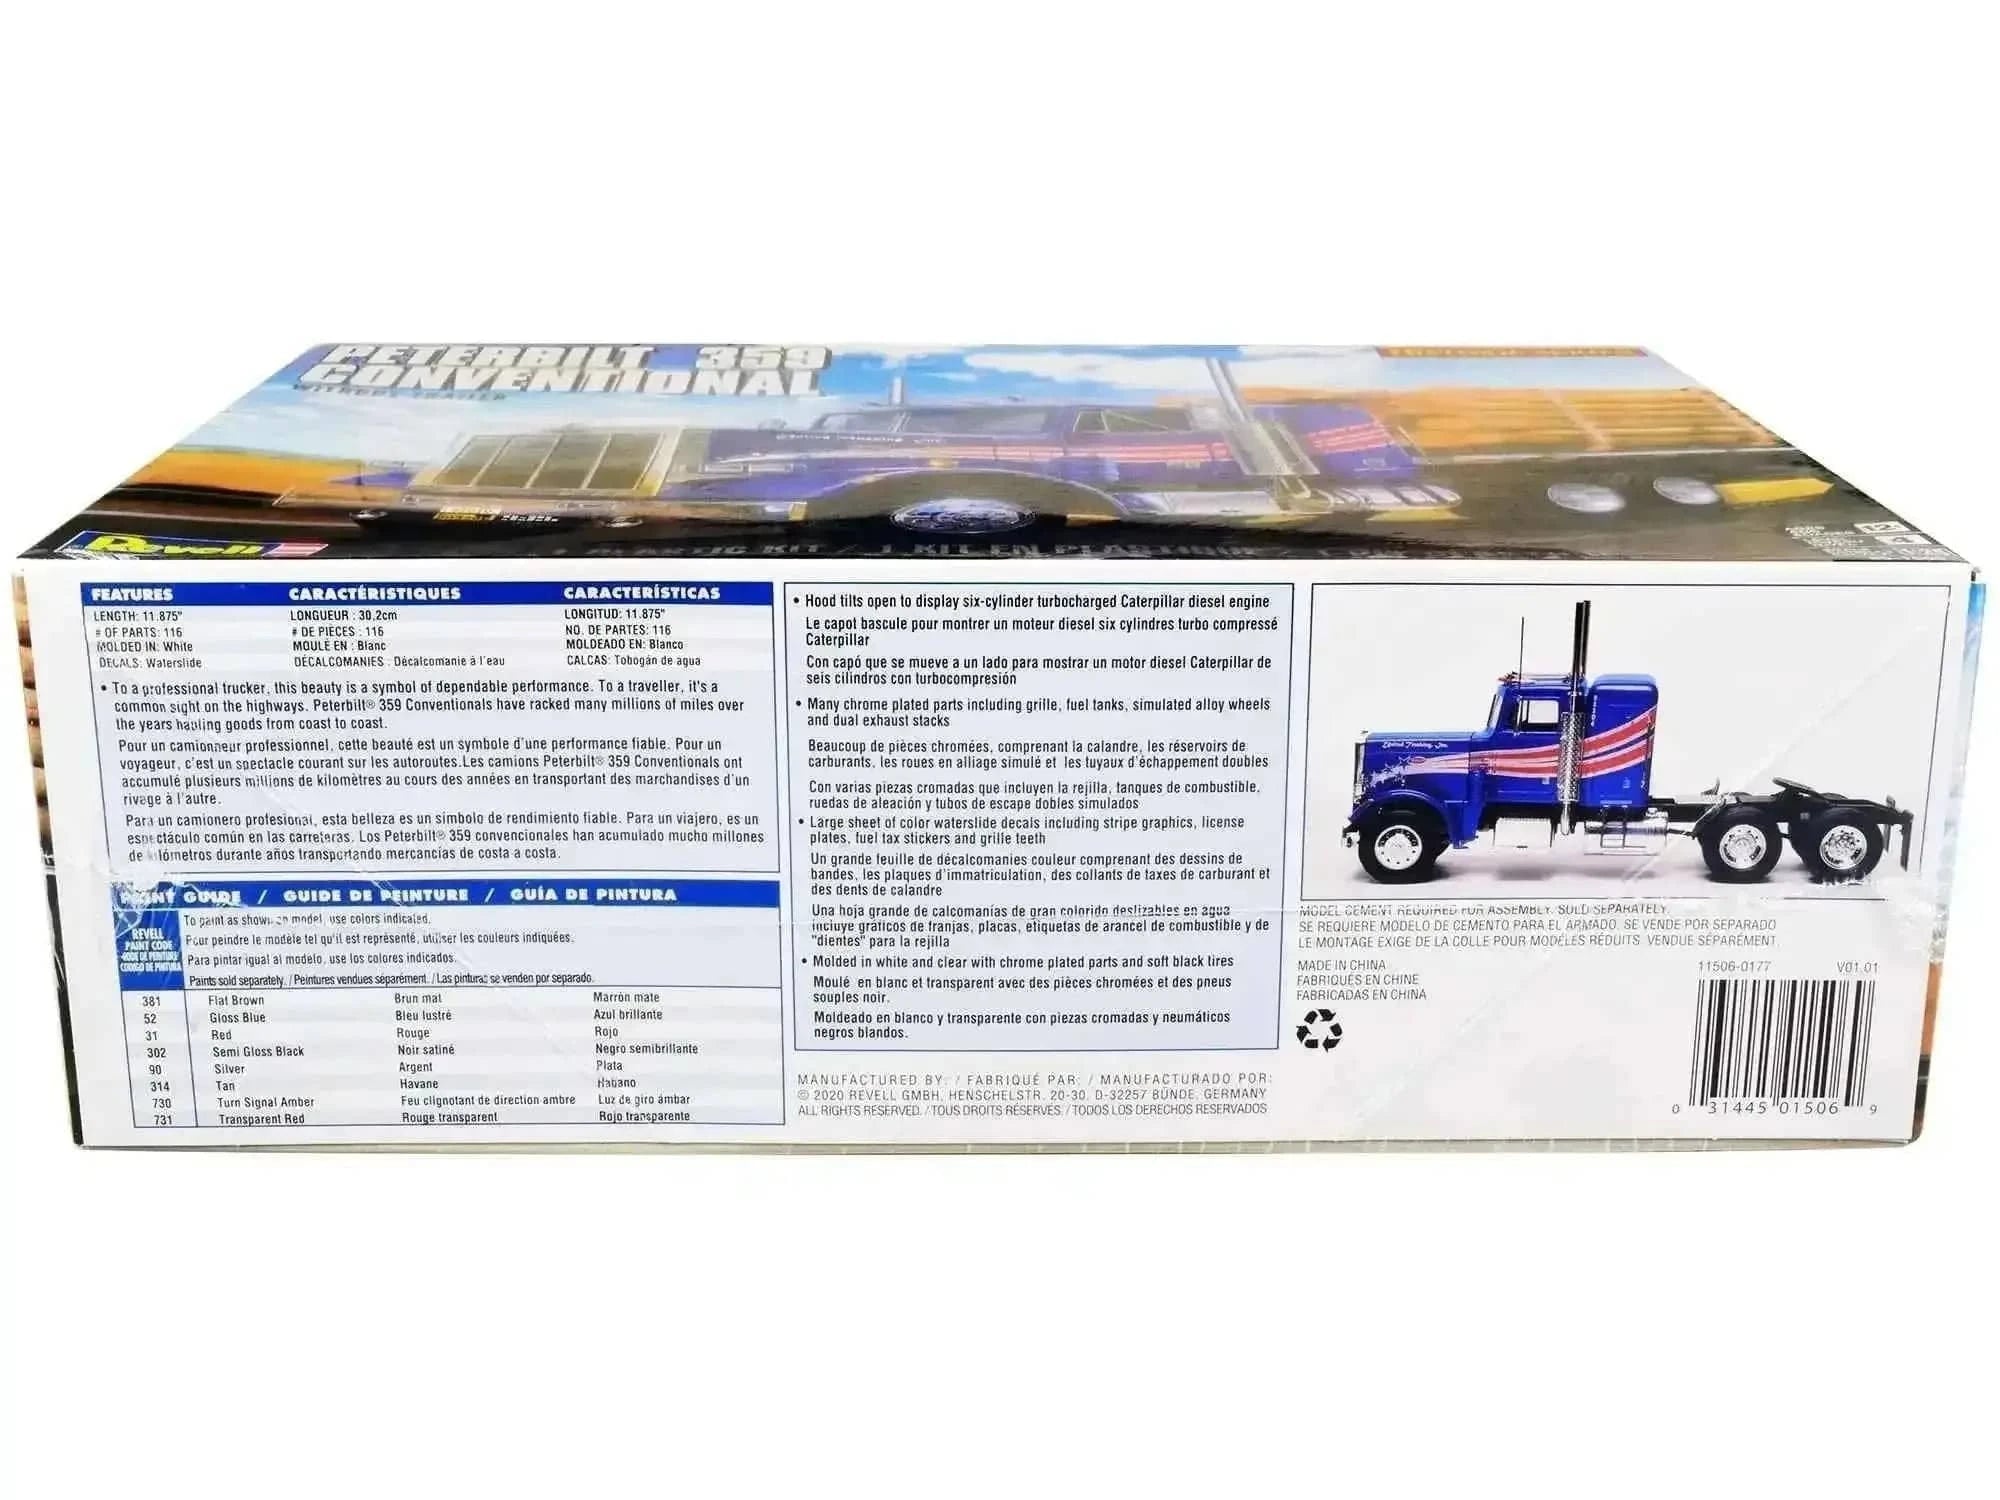 PETERBILT 359
CONVENTIONAL
WITHOUT TRAILER
Revell
1 PLASTIC KIT / 1 KIT EN PLASTIQUE /
12
4
FEATURES
LENGTH: 11.875"
# OF PARTS: 116
MOLDED IN: White
DECALS: Waterslide
CARACTÉRISTIQUES
LONGUEUR : 30,2cm
# DE PIÈCES : 116
MOULÉ EN : Blanc
DÉCALCOMANIES : Décalcomanie à l'eau
CARACTERÍSTICAS
LONGITUD: 11.875"
NO. DE PARTES: 116
MOLDEADO EN: Blanco
CALCAS: Tobogán de agua
• To a professional trucker, this beauty is a symbol of dependable performance. To a traveller, it's a
common sight on the highways. Peterbilt® 359 Conventionals have racked many millions of miles over
the years hauling goods from coast to coast.
Pour un camionneur professionnel, cette beauté est un symbole d'une performance fiable. Pour un
voyageur, c'est un spectacle courant sur les autoroutes.Les camions Peterbilt® 359 Conventionals ont
accumulé plusieurs millions de kilomètres au cours des années en transportant des marchandises d'un
rivage à l'autre.
Para un camionero profesional, esta belleza es un símbolo de rendimiento fiable. Para un viajero, es un
espectáculo común en las carreteras. Los Peterbilt® 359 convencionales han acumulado mucho millones
de kilómetros durante años transportando mercancías de costa a costa.
PAINT GUIDE / GUIDE DE PEINTURE / GUÍA DE PINTURA
REVELL
PAINT CODE
CODE DE PEINTURE
CODIGO DE PINTURA
To paint as shown on model, use colors indicated.
Pour peindre le modèle tel qu'il est représenté, utiliser les couleurs indiquées.
Para pintar igual al modelo, use los colores indicados.
Paints sold separately. / Peintures vendues séparément. / Las pinturas se venden por separado.
381 Flat Brown Brun mat Marrón mate
52 Gloss Blue Bleu lustré Azul brillante
31 Red Rouge Rojo
302 Semi Gloss Black Noir satiné Negro semibrillante
90 Silver Argent Plata
314 Tan Havane Habano
730 Turn Signal Amber Feu clignotant de direction ambre Luz de giro ámbar
731 Transparent Red Rouge transparent Rojo transparente
• Hood tilts open to display six-cylinder turbocharged Caterpillar diesel engine
Le capot bascule pour montrer un moteur diesel six cylindres turbo compressé
Caterpillar
Con capó que se mueve a un lado para mostrar un motor diesel Caterpillar de
seis cilindros con turbocompresión
• Many chrome plated parts including grille, fuel tanks, simulated alloy wheels
and dual exhaust stacks
Beaucoup de pièces chromées, comprenant la calandre, les réservoirs de
carburants, les roues en alliage simulé et les tuyaux d'échappement doubles
Con varias piezas cromadas que incluyen la rejilla, tanques de combustible,
ruedas de aleación y tubos de escape dobles simulados
• Large sheet of color waterslide decals including stripe graphics, license
plates, fuel tax stickers and grille teeth
Un grande feuille de décalcomanies couleur comprenant des dessins de
bandes, les plaques d'immatriculation, des collants de taxes de carburant et
des dents de calandre
Una hoja grande de calcomanías de gran colorido deslizables en agua
incluye gráficos de franjas, placas, etiquetas de arancel de combustible y de
"dientes" para la rejilla
• Molded in white and clear with chrome plated parts and soft black tires
Moulé en blanc et transparent avec des pièces chromées et des pneus
souples noir.
Moldeado en blanco y transparente con piezas cromadas y neumáticos
negros blandos.
MANUFACTURED BY: / FABRIQUÉ PAR: / MANUFACTURADO POR:
© 2020 REVELL GMBH, HENSCHELSTR. 20-30, D-32257 BÜNDE, GERMANY
ALL RIGHTS RESERVED. / TOUS DROITS RÉSERVÉS. / TODOS LOS DERECHOS RESERVADOS
United Trucking, Inc.
MODEL CEMENT REQUIRED FOR ASSEMBLY. SOLD SEPARATELY.
SE REQUIERE MODELO DE CEMENTO PARA EL ARMADO. SE VENDE POR SEPARADO
LE MONTAGE EXIGE DE LA COLLE POUR MODÈLES RÉDUITS. VENDUE SÉPARÉMENT.
MADE IN CHINA
FABRIQUÉS EN CHINE
FABRICADAS EN CHINA
11506-0177 V01.01
0 31445 01506 9